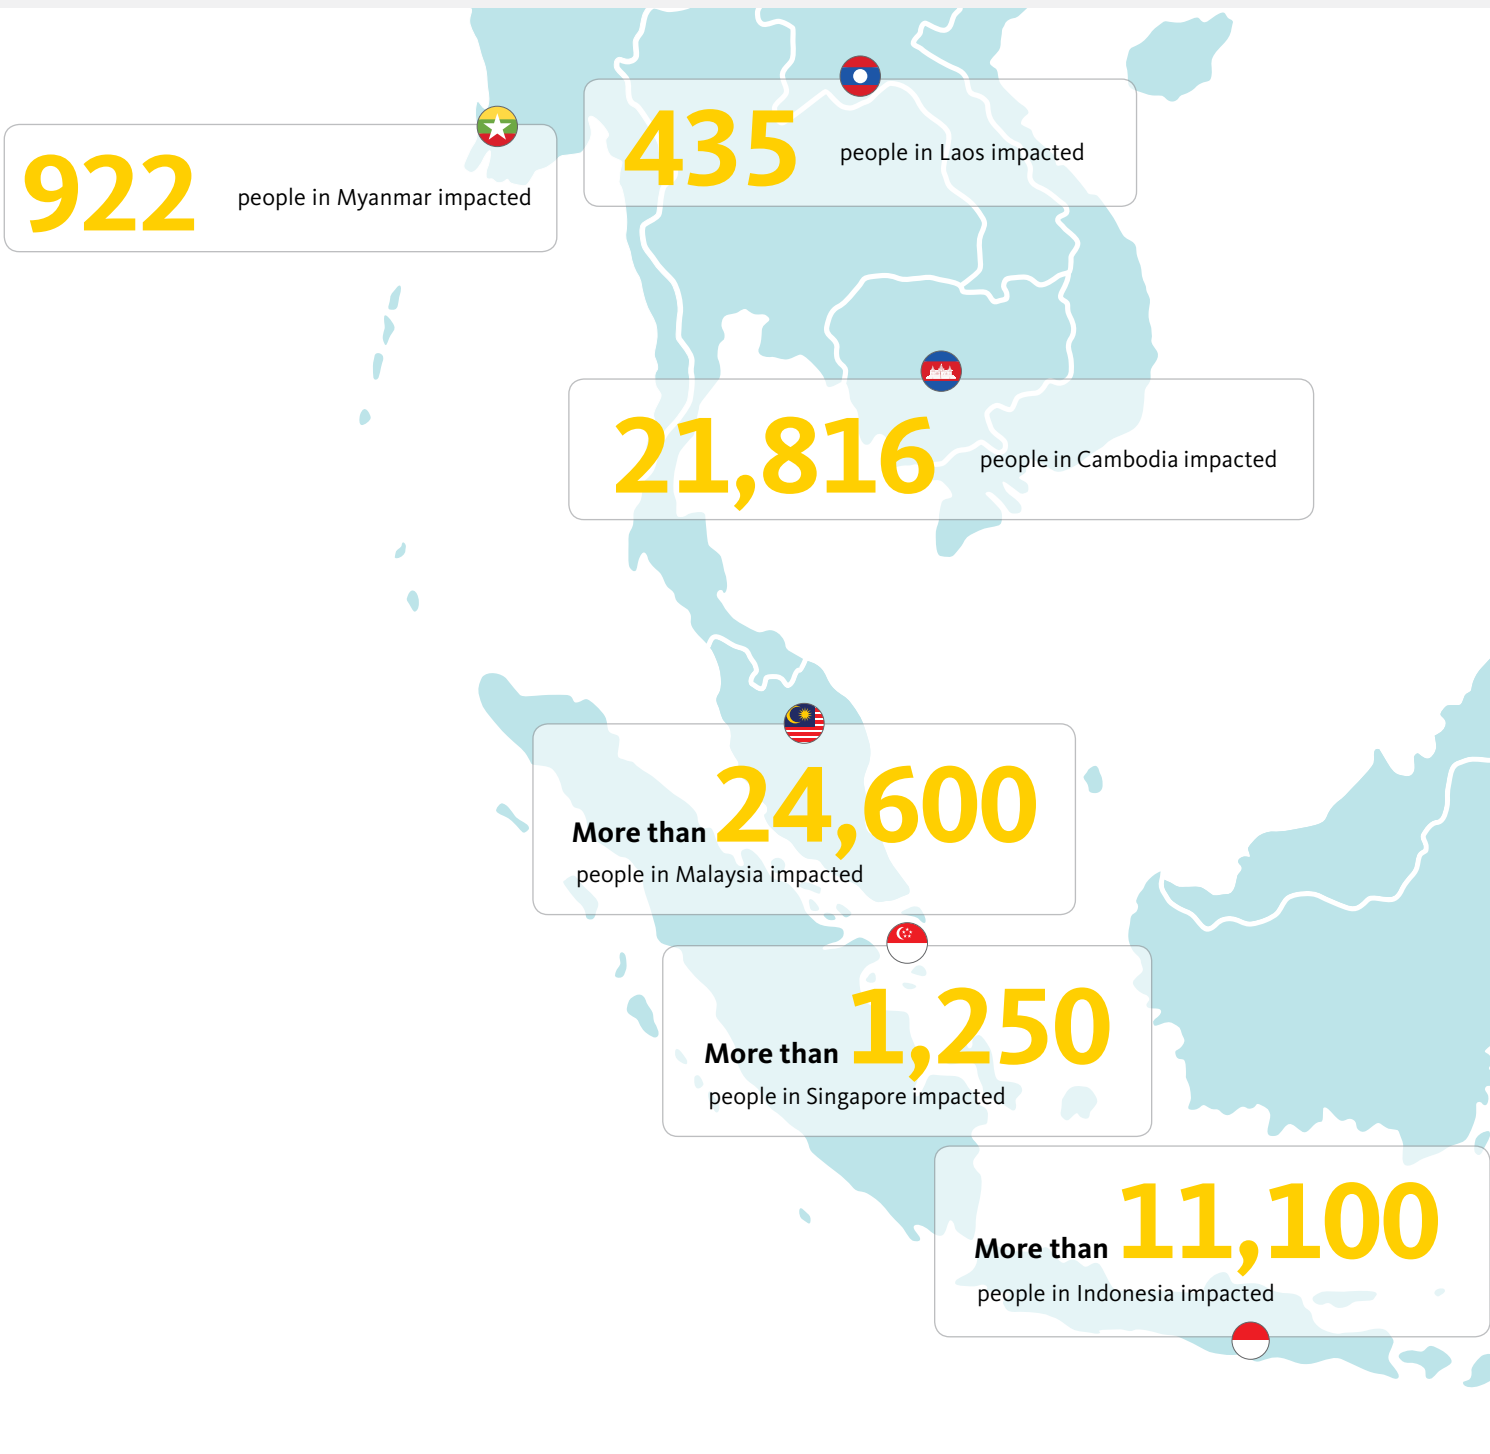 435
people in Laos impacted
922
people in Myanmar impacted
21,816
people in Cambodia impacted
More than 24,600
people in Malaysia impacted
More than 1,250
people in Singapore impacted
More than 11,100
people in Indonesia impacted